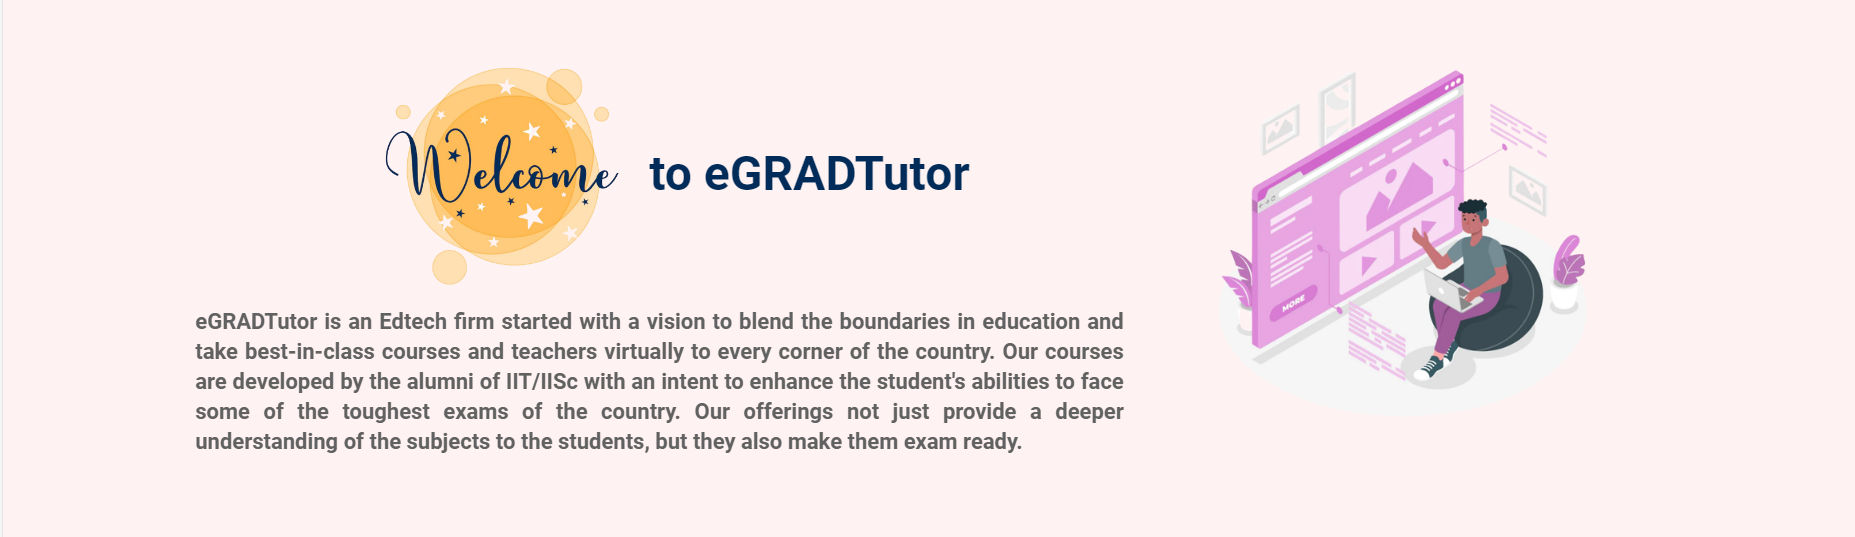 Welcome to eGRADTutor
eGRADTutor is an Edtech firm started with a vision to blend the boundaries in education and
take best-in-class courses and teachers virtually to every corner of the country. Our courses
are developed by the alumni of IIT/IISc with an intent to enhance the student's abilities to face
some of the toughest exams of the country. Our offerings not just provide a deeper
understanding of the subjects to the students, but they also make them exam ready.
MORE